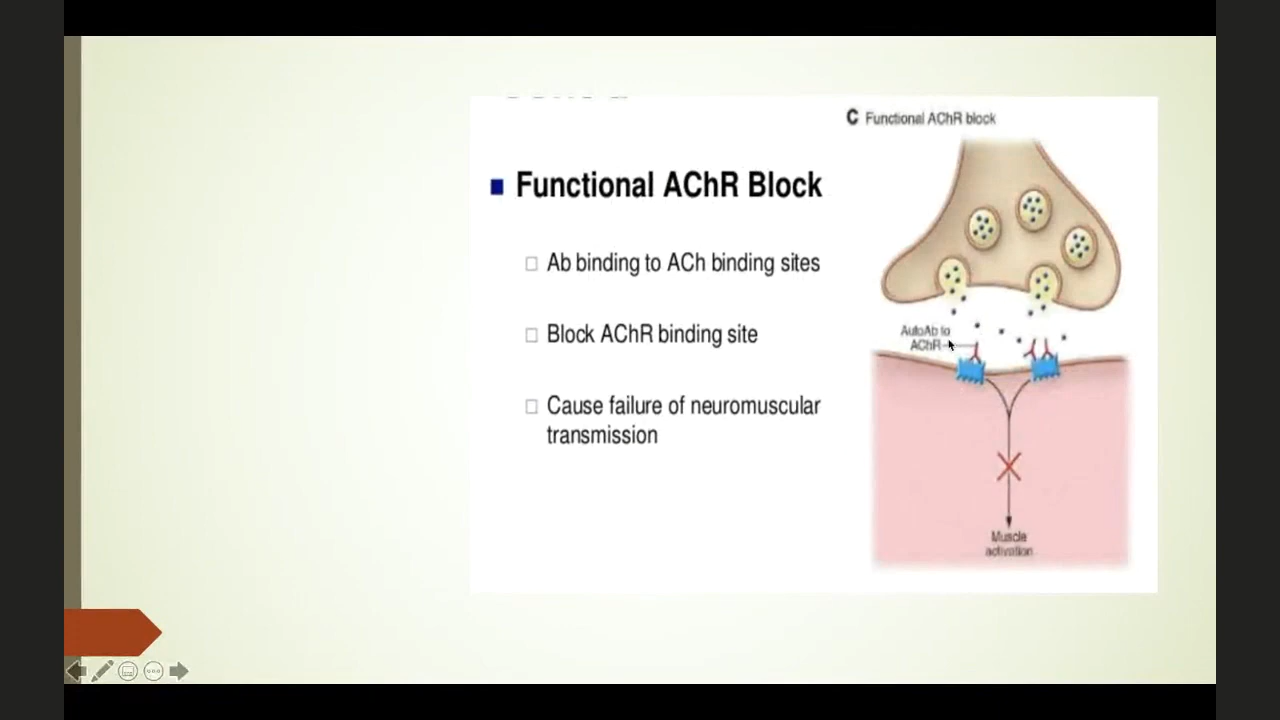 C Functional AChR block
Functional AChR Block
Ab binding to ACh binding sites
Block AChR binding site
Cause failure of neuromuscular
transmission
AutoAb to
AChR
Muscle
activation